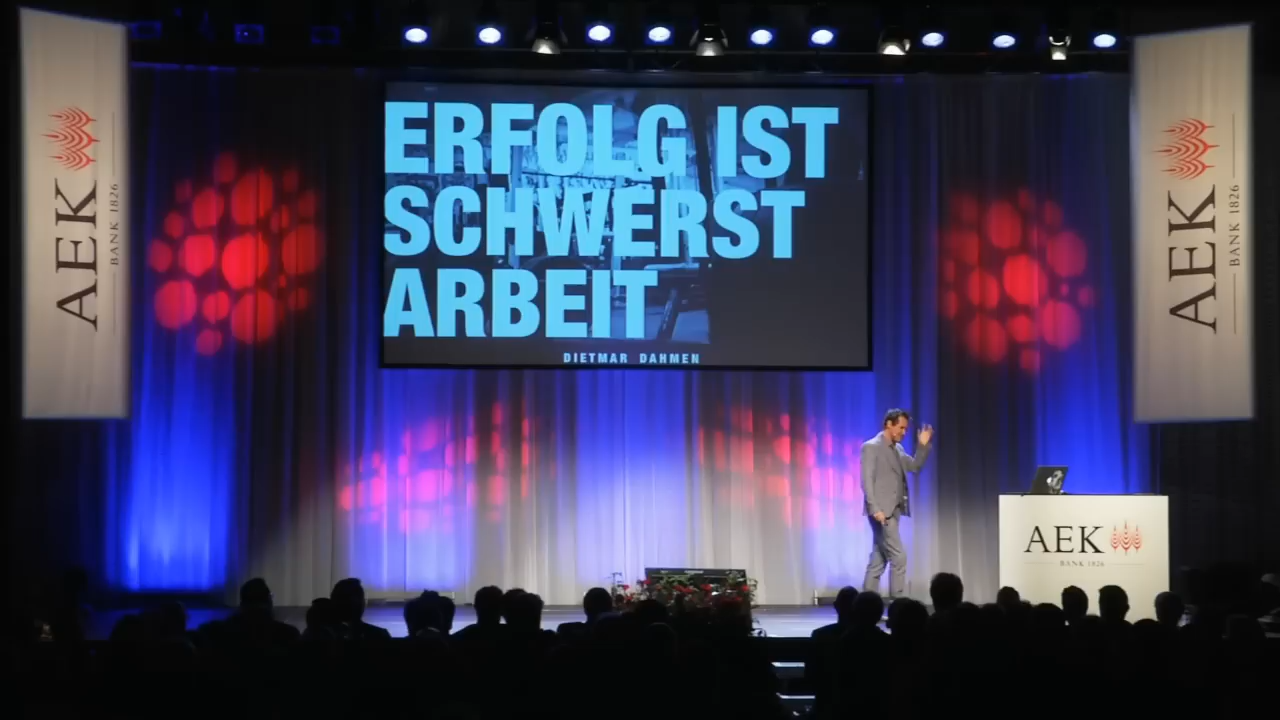 ERFOLG IST
SCHWERST
ARBEIT
DIETMAR DAHMEN
AEK
BANK 1826
AEK
BANK 1826
AEK
BANK 1826